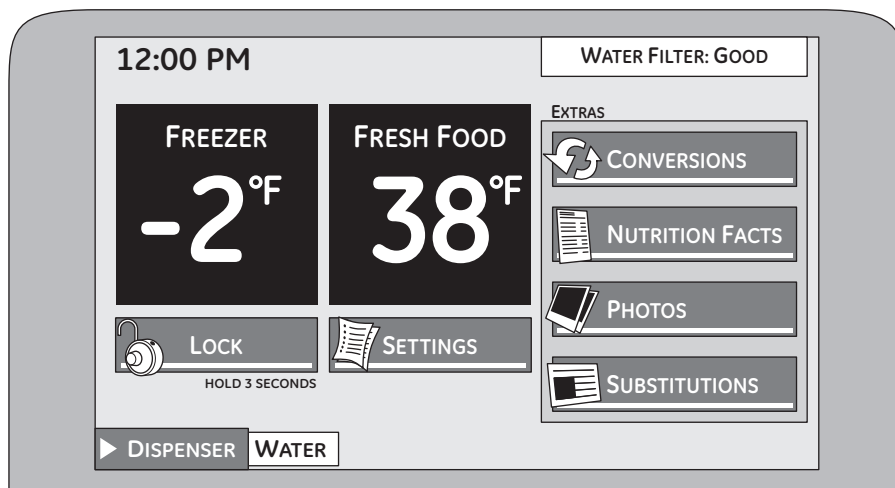 12:00 PM
WATER FILTER: GOOD
FREEZER
-2°F
FRESH FOOD
38°F
EXTRAS
CONVERSIONS
NUTRITION FACTS
PHOTOS
SUBSTITUTIONS
LOCK
HOLD 3 SECONDS
SETTINGS
DISPENSER
WATER